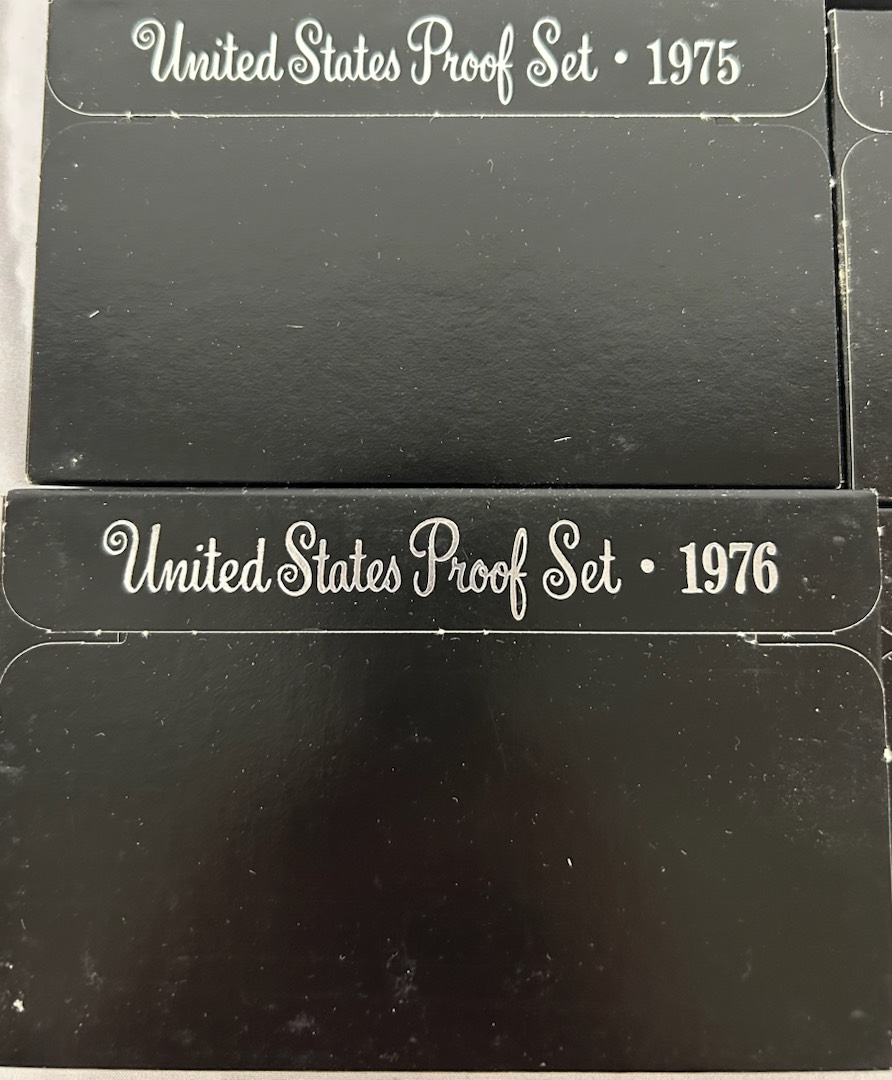 United States Proof Set • 1975
United States Proof Set • 1976